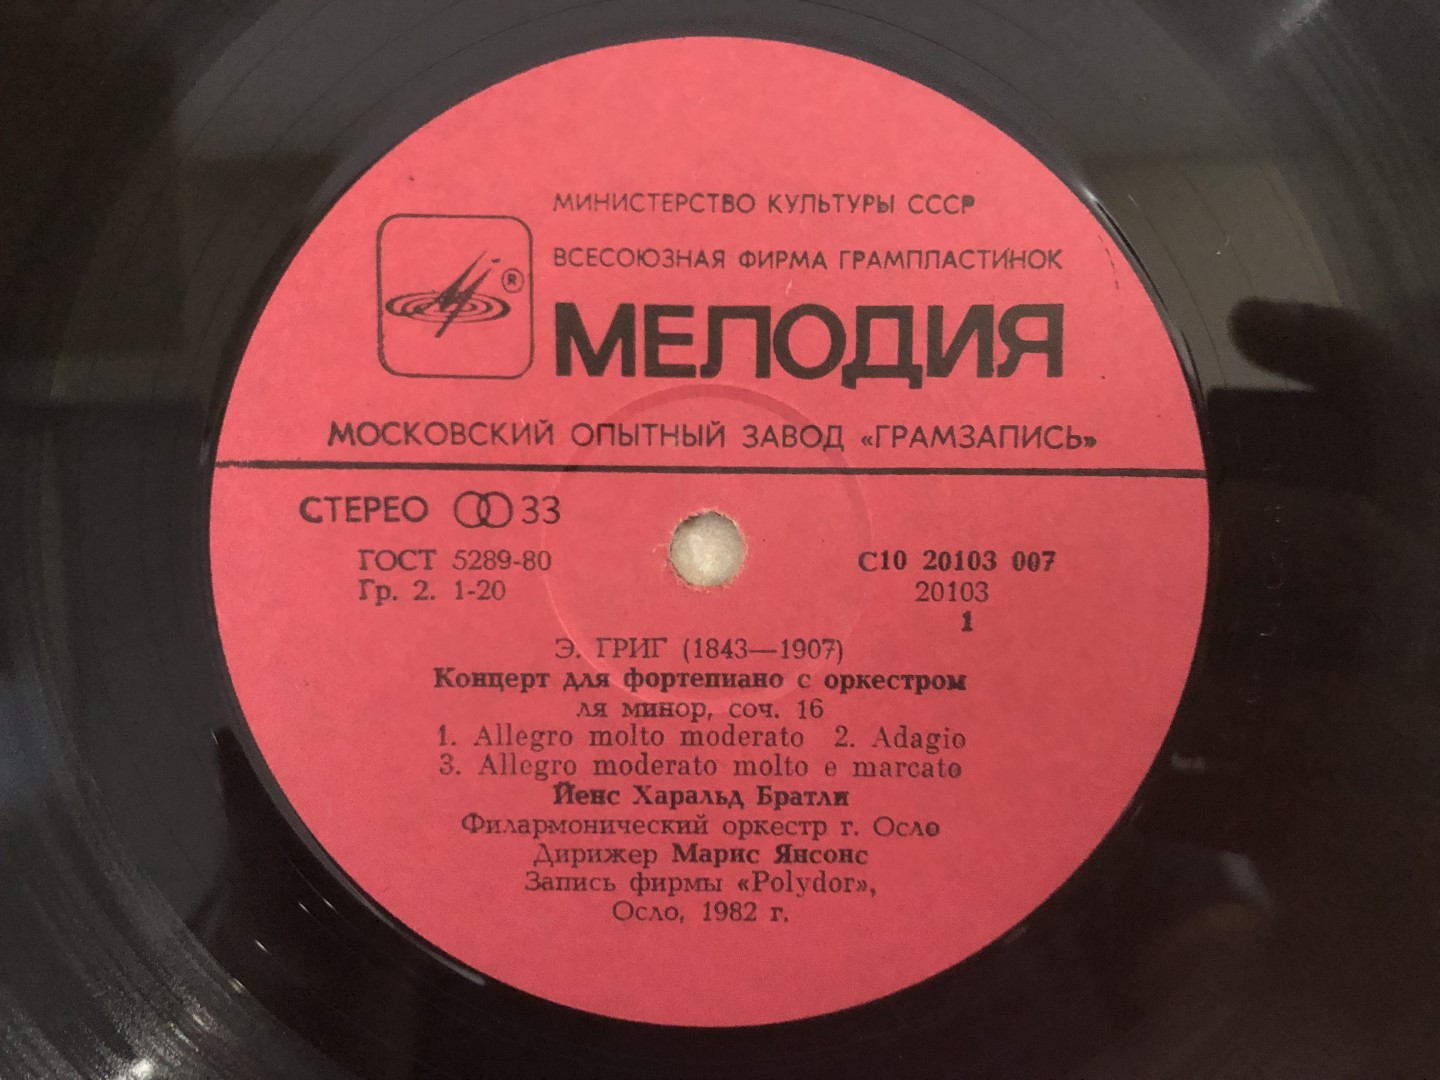 МИНИСТЕРСТВО КУЛЬТУРЫ СССР
ВСЕСОЮЗНАЯ ФИРМА ГРАМПЛАСТИНОК
®
МЕЛОДИЯ
МОСКОВСКИЙ ОПЫТНЫЙ ЗАВОД «ГРАМЗАПИСЬ»
СТЕРЕО 33
ГОСТ 5289-80
Гр. 2. 1-20
С10 20103 007
20103
1
Э. ГРИГ (1843—1907)
Концерт для фортепиано с оркестром
ля минор, соч. 16
1. Allegro molto moderato 2. Adagio
3. Allegro moderato molto e marcato
Йенс Харальд Братли
Филармонический оркестр г. Осло
Дирижер Марис Янсонс
Запись фирмы «Polydor»,
Осло, 1982 г.